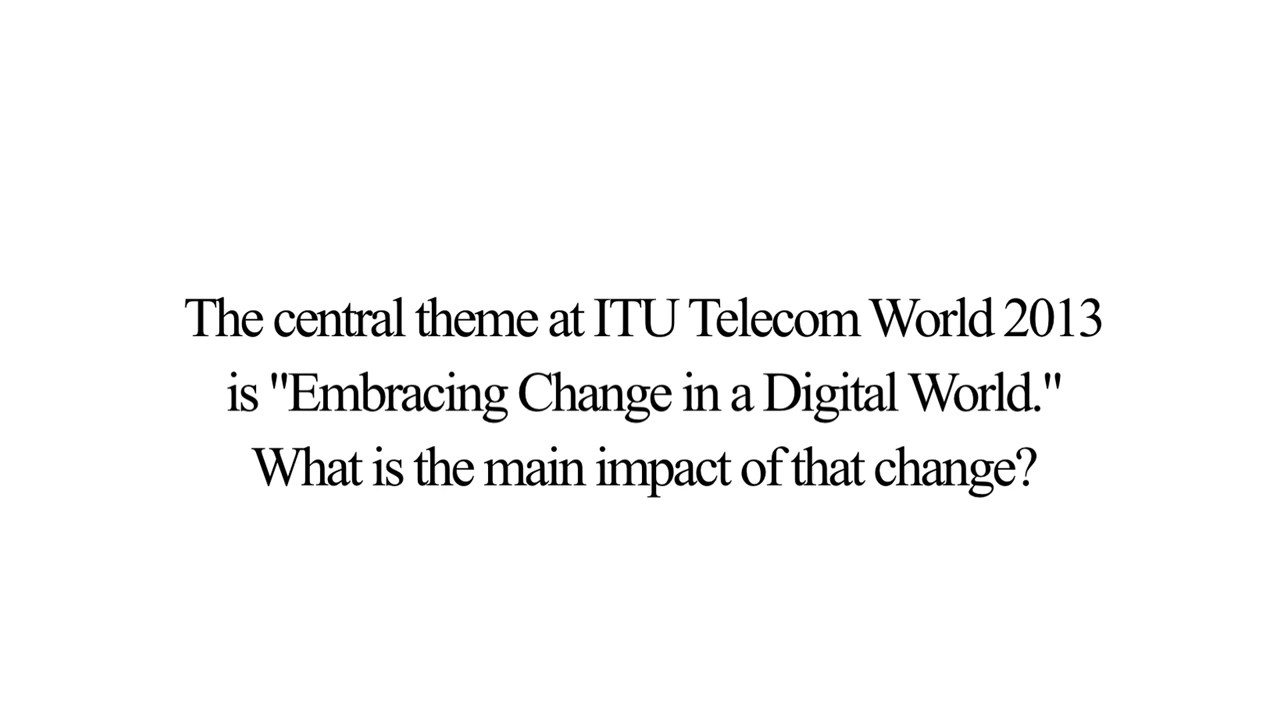 The central theme at ITU Telecom World 2013
is "Embracing Change in a Digital World."
What is the main impact of that change?